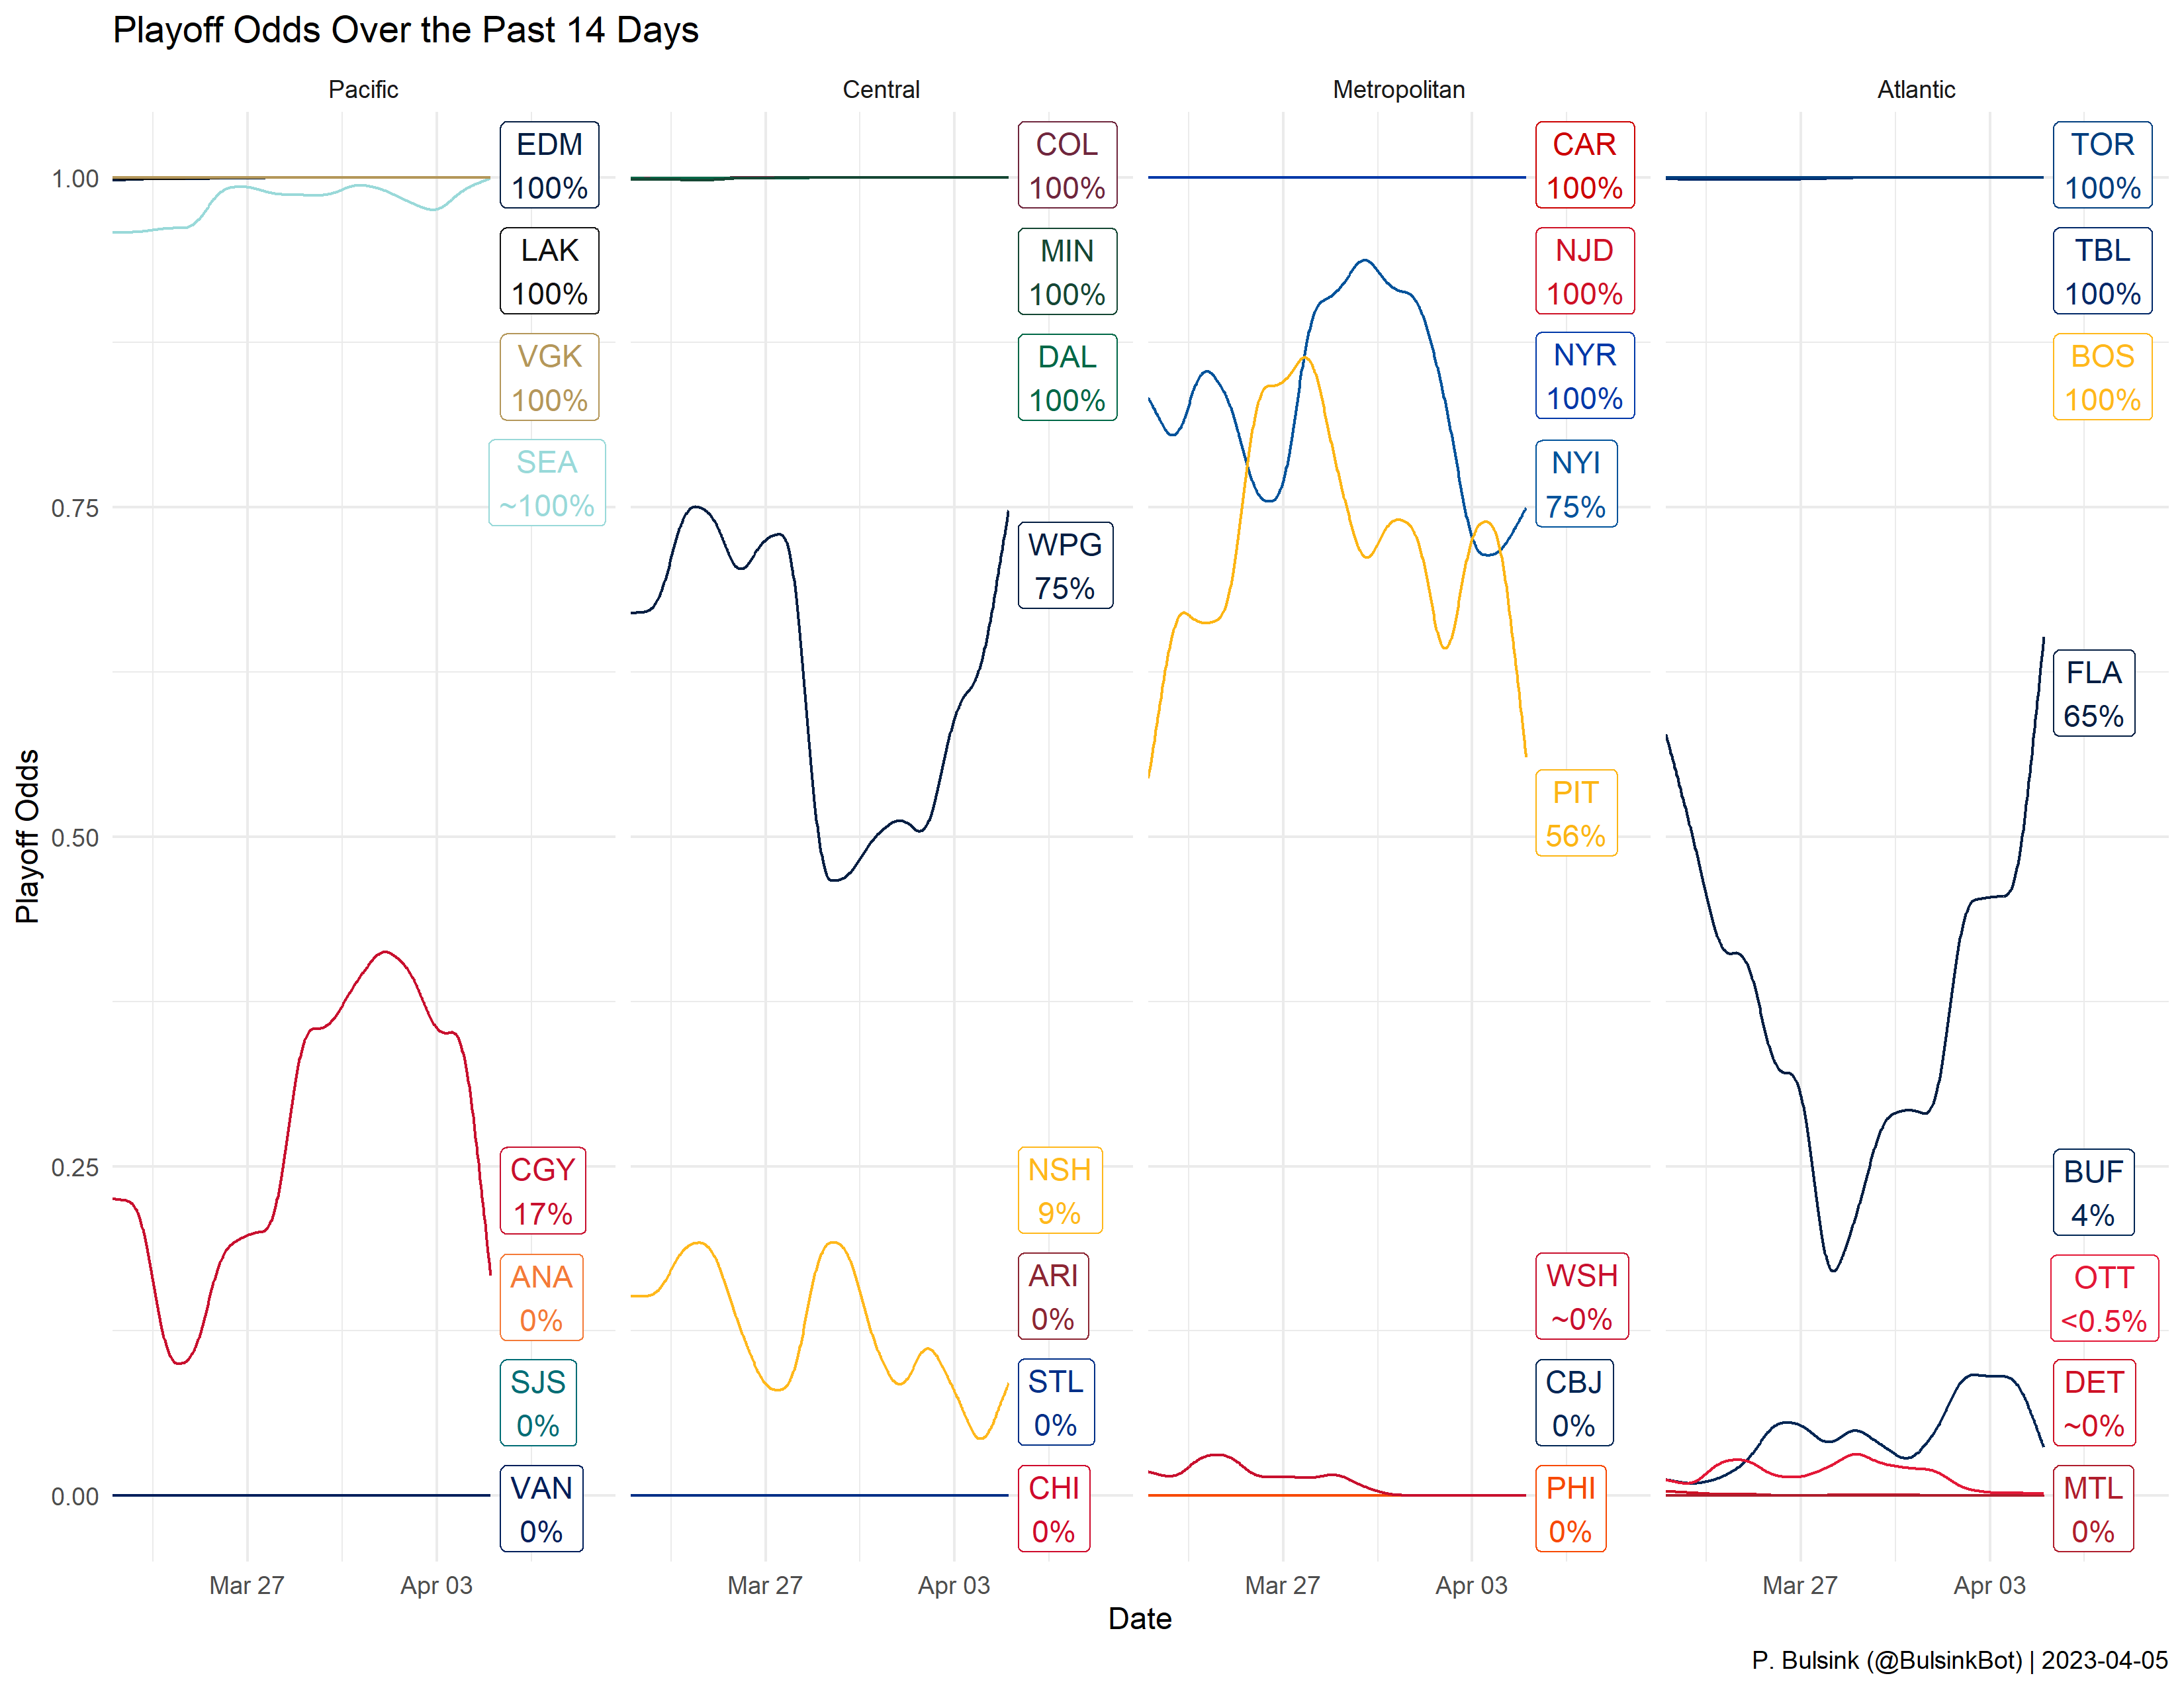 Playoff Odds Over the Past 14 Days
Pacific
Central
Metropolitan
Atlantic
Playoff Odds
1.00
0.75
0.50
0.25
0.00
EDM
100%
LAK
100%
VGK
100%
SEA
~100%
CGY
17%
ANA
0%
SJS
0%
VAN
0%
COL
100%
MIN
100%
DAL
100%
WPG
75%
NSH
9%
ARI
0%
STL
0%
CHI
0%
CAR
100%
NJD
100%
NYR
100%
NYI
75%
PIT
56%
WSH
~0%
CBJ
0%
PHI
0%
TOR
100%
TBL
100%
BOS
100%
FLA
65%
BUF
4%
OTT
<0.5%
DET
~0%
MTL
0%
Mar 27
Apr 03
Mar 27
Apr 03
Mar 27
Apr 03
Mar 27
Apr 03
Date
P. Bulsink (@BulsinkBot) | 2023-04-05